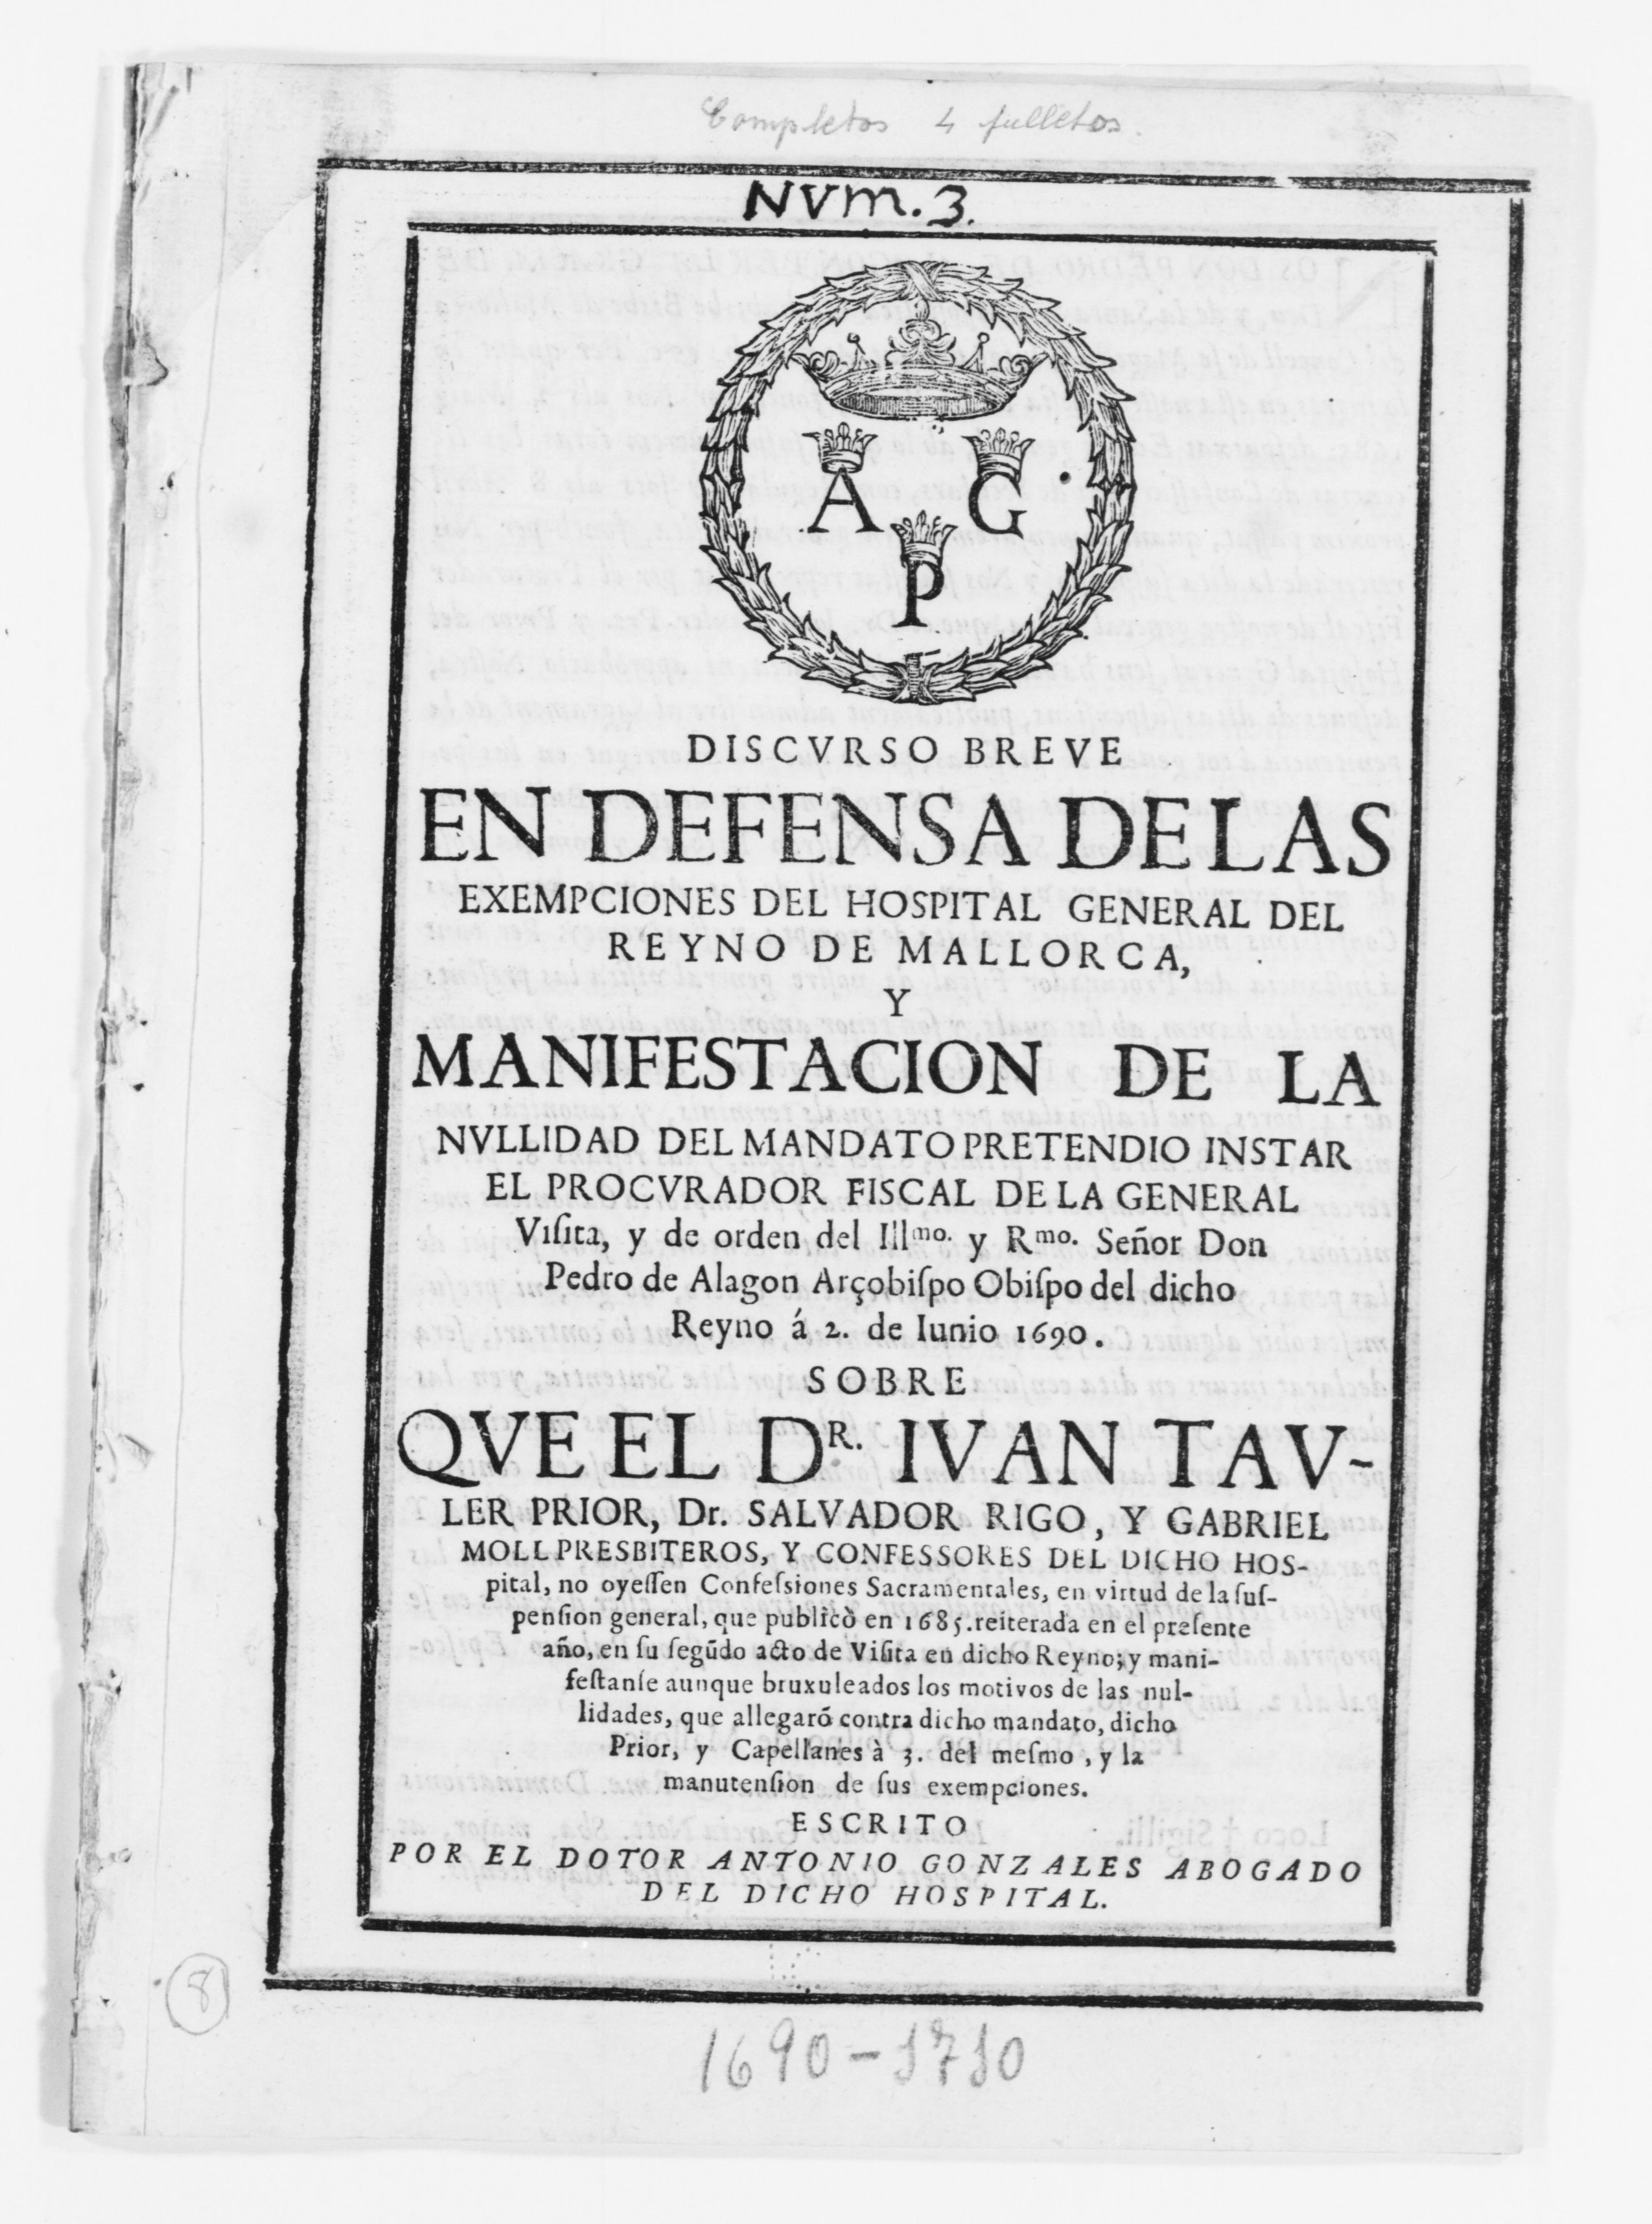 Completos 4 fulletos.
NVm. 3.
A G
P
DISCVRSO BREVE
EN DEFENSA DE LAS
EXEMPCIONES DEL HOSPITAL GENERAL DEL
REYNO DE MALLORCA,
Y
MANIFESTACION DE LA
NVLLIDAD DEL MANDATO PRETENDIO INSTAR
EL PROCVRADOR FISCAL DE LA GENERAL
Viſita, y de orden del Illmo. y Rmo. Señor Don
Pedro de Alagon Arçobiſpo Obiſpo del dicho
Reyno á 2. de Iunio 1690.
SOBRE
QVE EL DR. IVAN TAV-
LER PRIOR, Dr. SALVADOR RIGO, Y GABRIEL
MOLL PRESBITEROS, Y CONFESSORES DEL DICHO HOS-
pital, no oyeſſen Confeſsiones Sacramentales, en virtud de la ſuſ-
penſion general, que publicò en 1685. reiterada en el preſente
año, en ſu ſegũdo acto de Viſita en dicho Reyno; y mani-
feſtanſe aunque bruxuleados los motivos de las nul-
lidades, que allegarõ contra dicho mandato, dicho
Prior, y Capellanes à 3. del meſmo, y la
manutenſion de ſus exempciones.
ESCRITO
POR EL DOTOR ANTONIO GONZALES ABOGADO
DEL DICHO HOSPITAL.
8
1690-1710